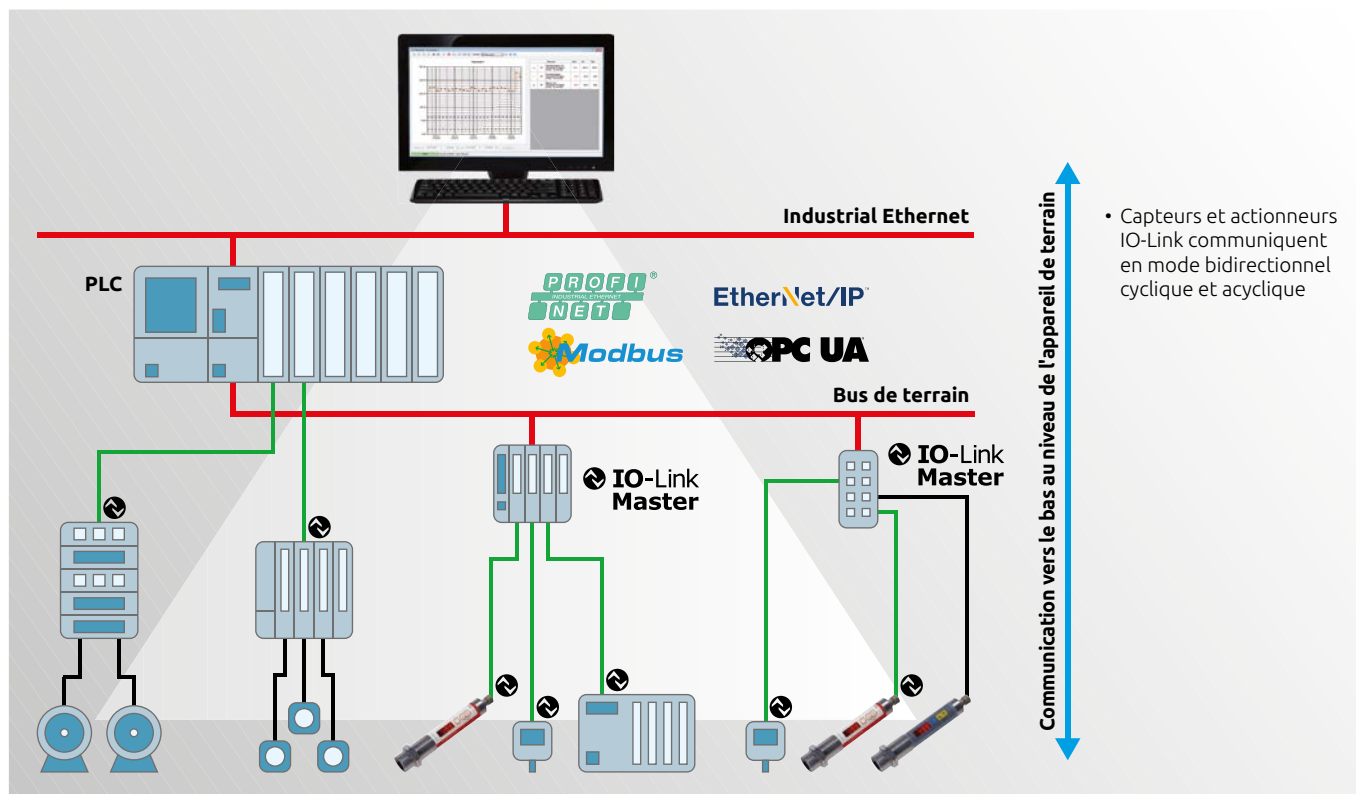 Industrial Ethernet
PLC
PROFI®
INDUSTRIAL ETHERNET
NET
EtherNet/IP™
Modbus
OPC UA
Bus de terrain
IO-Link
Master
IO-Link
Master
Communication vers le bas au niveau de l'appareil de terrain
• Capteurs et actionneurs
IO-Link communiquent
en mode bidirectionnel
cyclique et acyclique